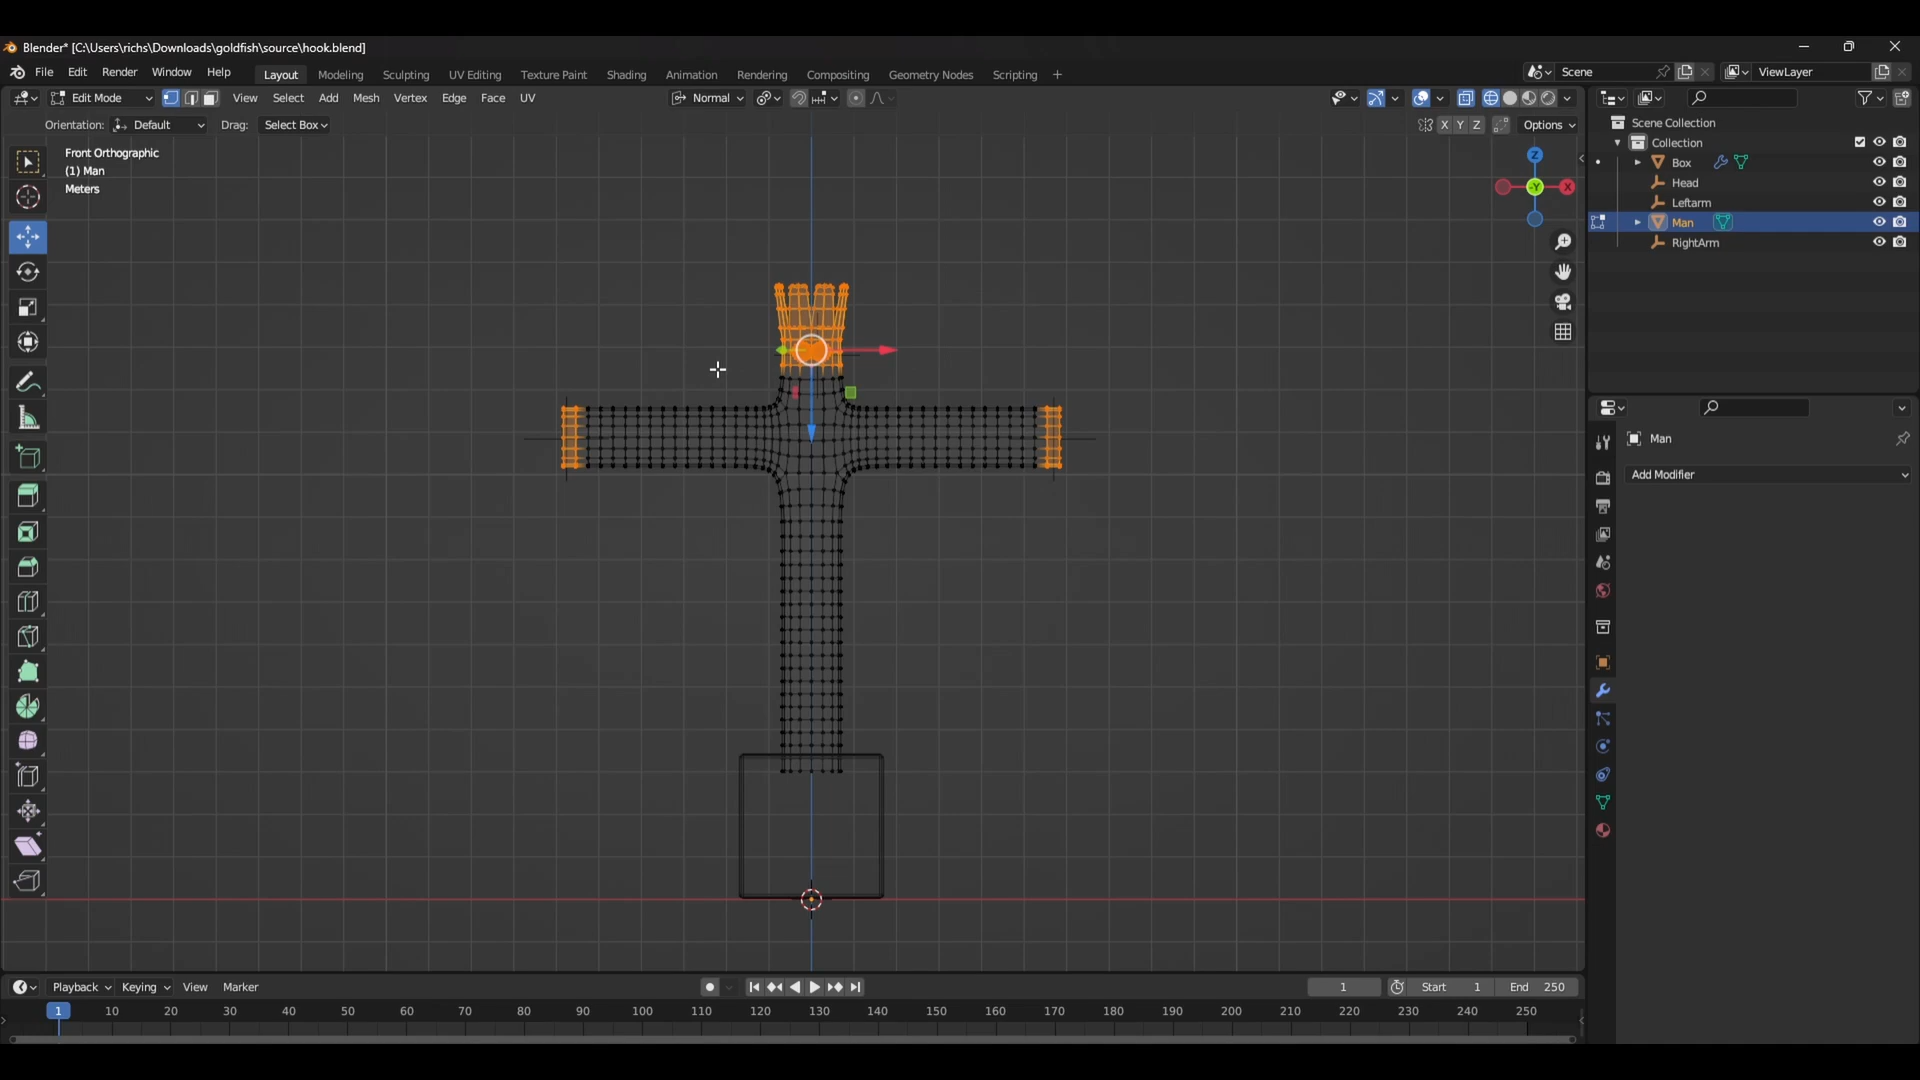 Blender* [C:\Users\richs\Downloads\goldfish\source\hook.blend]
File Edit Render Window Help Layout Modeling Sculpting UV Editing Texture Paint Shading Animation Rendering Compositing Geometry Nodes Scripting + Scene ViewLayer
Edit Mode View Select Add Mesh Vertex Edge Face UV Normal
Orientation: Default Drag: Select Box X Y Z Options
Front Orthographic
(1) Man
Meters
Z
-Y X
Scene Collection
Collection
Box
Head
Leftarm
Man
RightArm
Man
Add Modifier
Playback Keying View Marker 1 Start 1 End 250
1 10 20 30 40 50 60 70 80 90 100 110 120 130 140 150 160 170 180 190 200 210 220 230 240 250